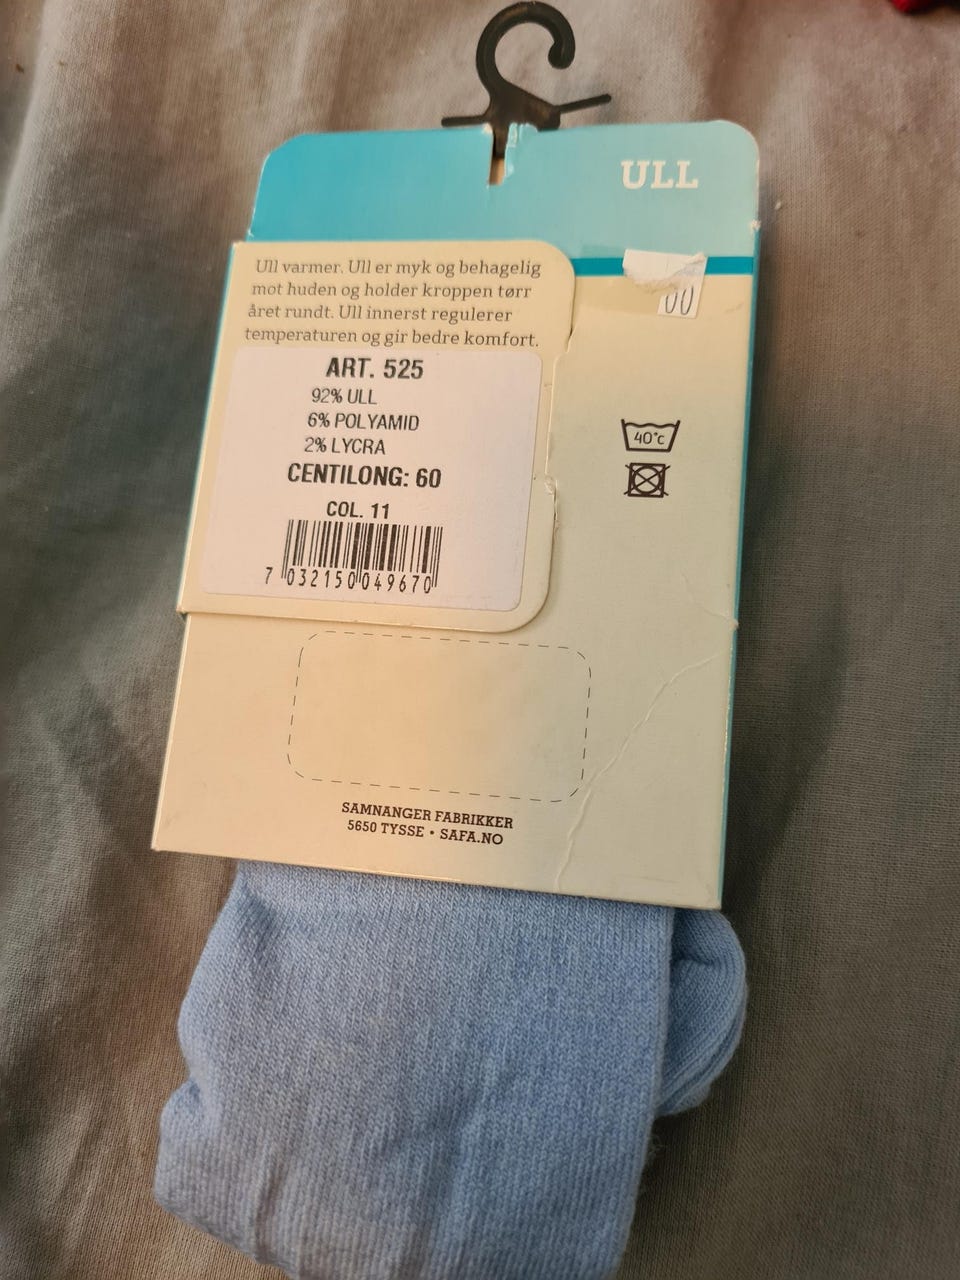 ULL
Ull varmer. Ull er myk og behagelig
mot huden og holder kroppen tørr
året rundt. Ull innerst regulerer
temperaturen og gir bedre komfort.
00
ART. 525
92% ULL
6% POLYAMID
2% LYCRA
CENTILONG: 60
COL. 11
7 032150 049670
40°c
SAMNANGER FABRIKKER
5650 TYSSE • SAFA.NO